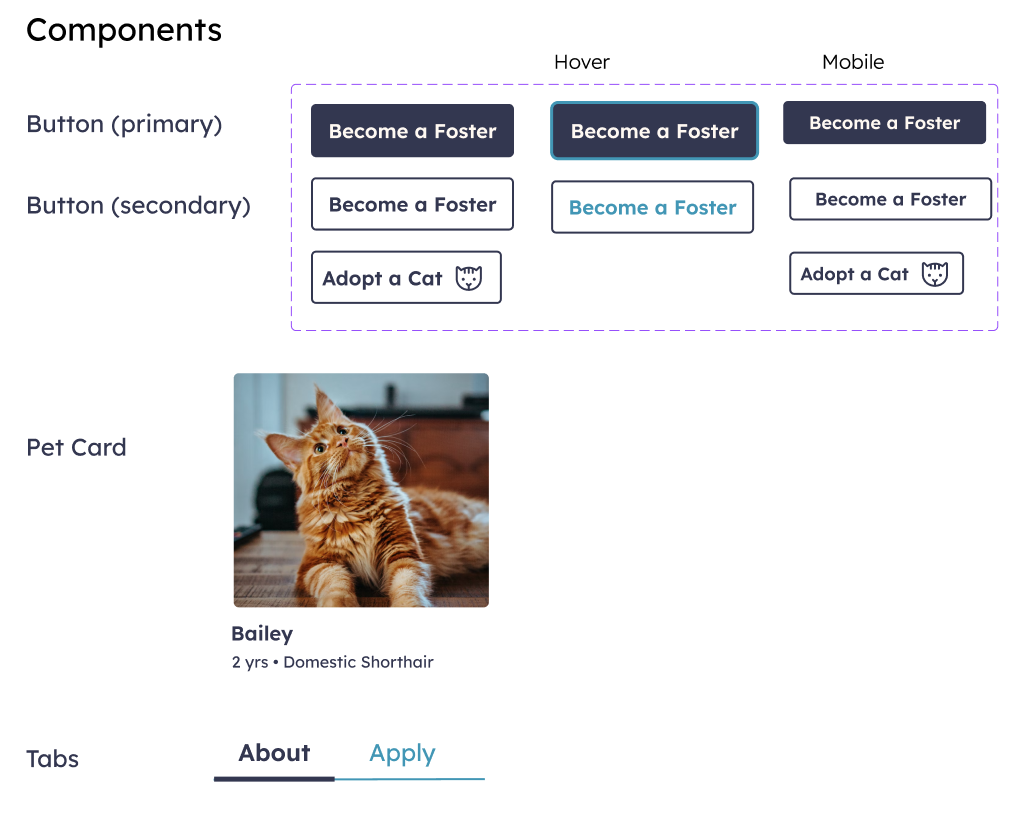 Components
Hover
Mobile
Button (primary)
Become a Foster
Become a Foster
Become a Foster
Button (secondary)
Become a Foster
Become a Foster
Become a Foster
Adopt a Cat
Adopt a Cat
Pet Card
Bailey
2 yrs • Domestic Shorthair
Tabs
About
Apply